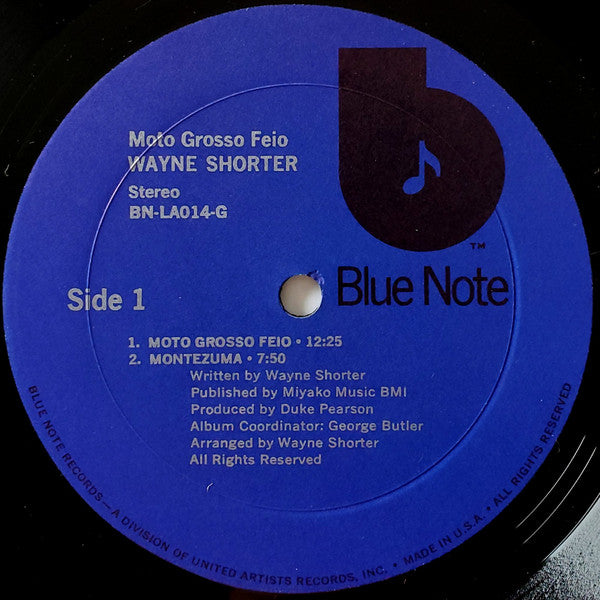 Moto Grosso Feio
WAYNE SHORTER
Stereo
BN-LA014-G
b
TM
Blue Note
Side 1
1. MOTO GROSSO FEIO • 12:25
2. MONTEZUMA • 7:50
Written by Wayne Shorter
Published by Miyako Music BMI
Produced by Duke Pearson
Album Coordinator: George Butler
Arranged by Wayne Shorter
All Rights Reserved
BLUE NOTE RECORDS—A DIVISION OF UNITED ARTISTS RECORDS, INC. • MADE IN U.S.A. • ALL RIGHTS RESERVED